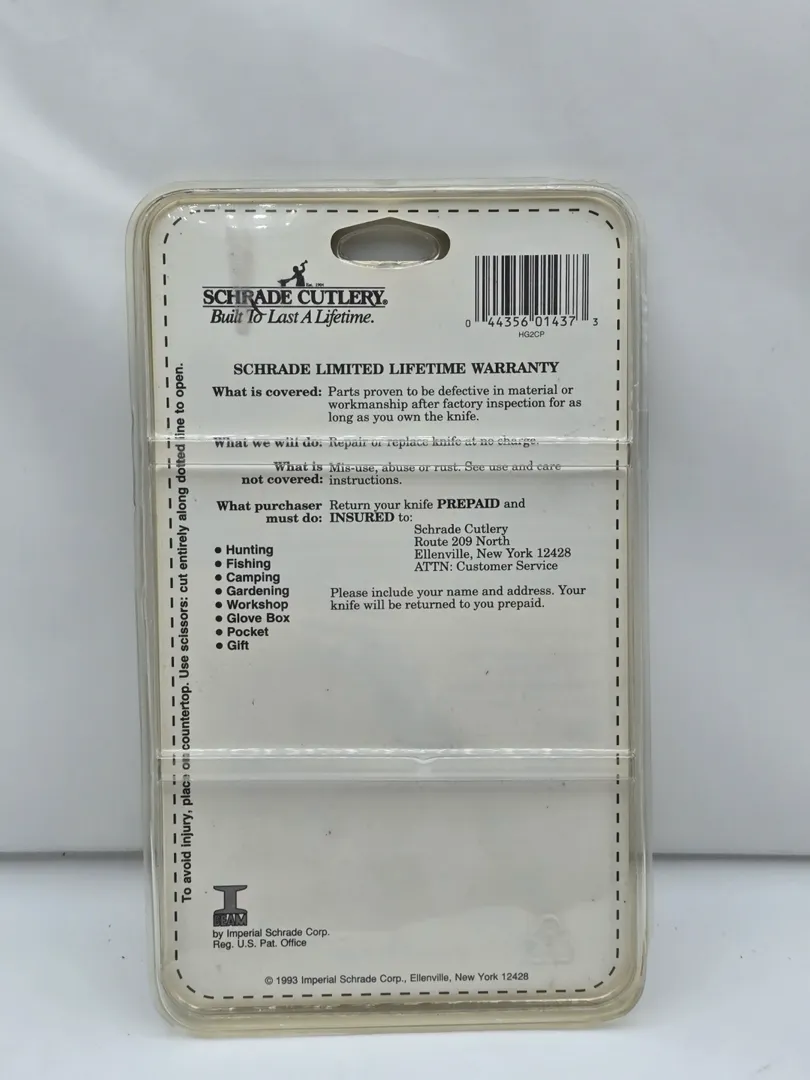 Est. 1904
SCHRADE CUTLERY®
Built To Last A Lifetime.
0 44356 01437 3
HG2CP
SCHRADE LIMITED LIFETIME WARRANTY
What is covered: Parts proven to be defective in material or
workmanship after factory inspection for as
long as you own the knife.
What we will do: Repair or replace knife at no charge.
What is not covered: Mis-use, abuse or rust. See use and care
instructions.
What purchaser must do: Return your knife PREPAID and
INSURED to:
Schrade Cutlery
Route 209 North
Ellenville, New York 12428
ATTN: Customer Service
Please include your name and address. Your
knife will be returned to you prepaid.
• Hunting
• Fishing
• Camping
• Gardening
• Workshop
• Glove Box
• Pocket
• Gift
To avoid injury, place on countertop. Use scissors: cut entirely along dotted line to open.
I
BEAM
by Imperial Schrade Corp.
Reg. U.S. Pat. Office
© 1993 Imperial Schrade Corp., Ellenville, New York 12428